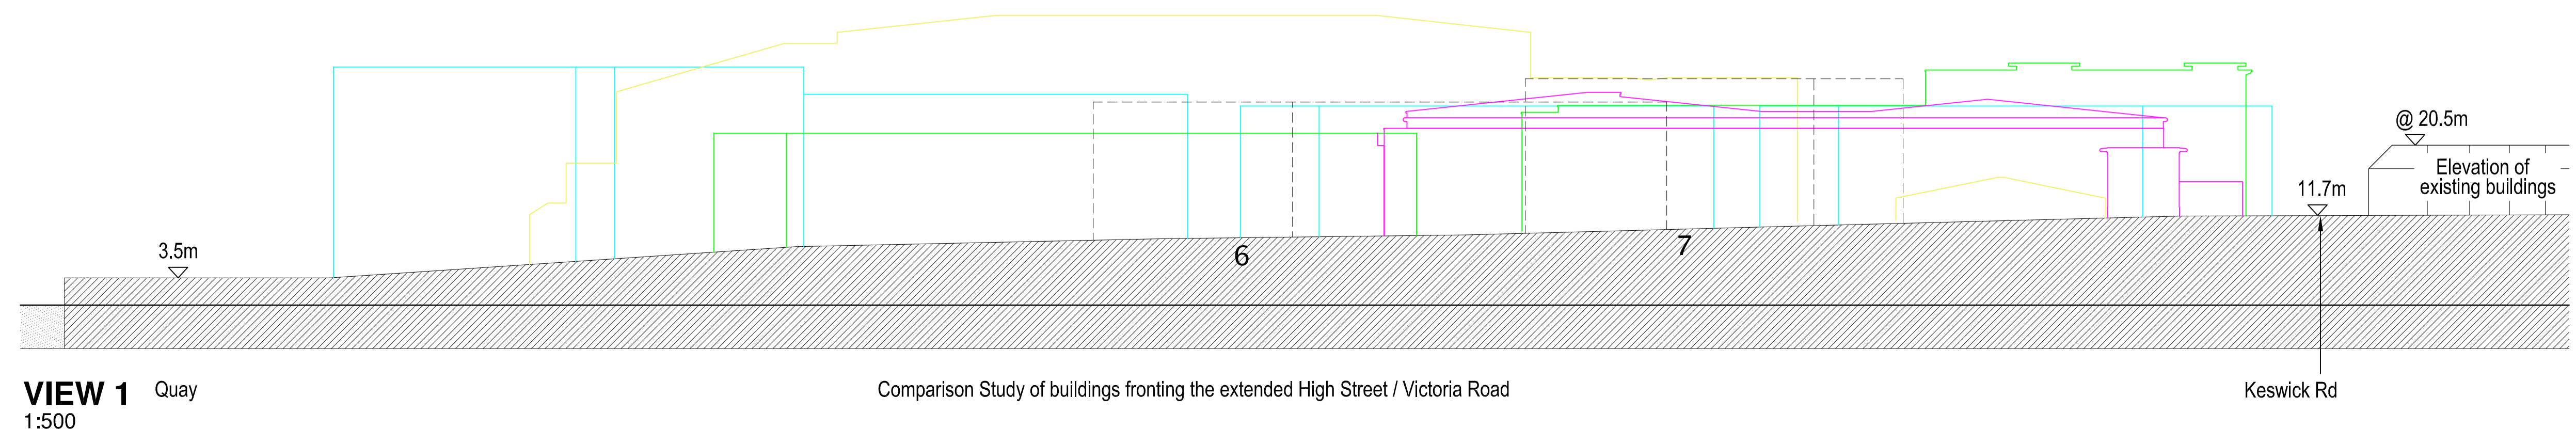 @ 20.5m
Elevation of
existing buildings
11.7m
3.5m
6
7
VIEW 1 Quay
Comparison Study of buildings fronting the extended High Street / Victoria Road
Keswick Rd
1:500